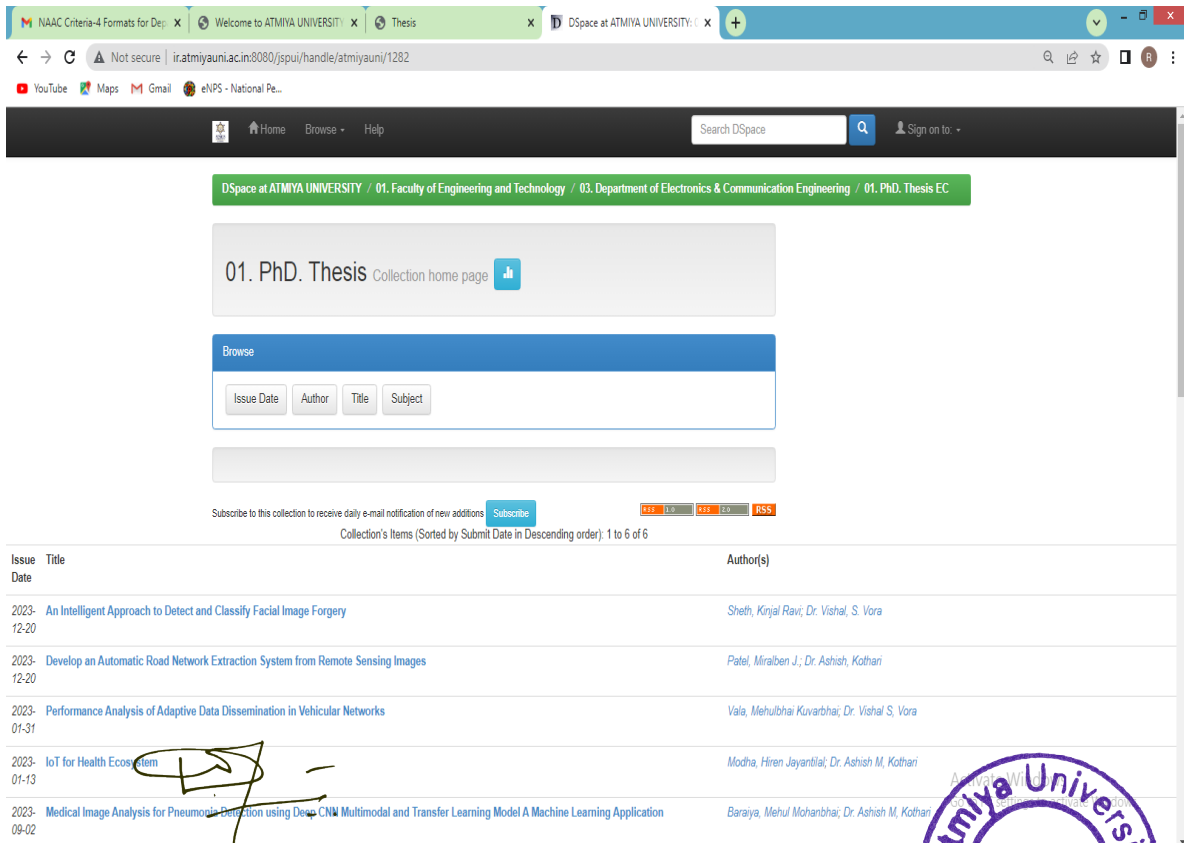 NAAC Criteria-4 Formats for Dep
Welcome to ATMIYA UNIVERSITY
Thesis
DSpace at ATMIYA UNIVERSITY:
Not secure | ir.atmiyauni.ac.in:8080/jspui/handle/atmiyauni/1282
R
YouTube Maps Gmail eNPS - National Pe...
Home Browse Help Search DSpace Sign on to:
DSpace at ATMIYA UNIVERSITY / 01. Faculty of Engineering and Technology / 03. Department of Electronics & Communication Engineering / 01. PhD. Thesis EC
01. PhD. Thesis Collection home page
Browse
Issue Date Author Title Subject
Subscribe to this collection to receive daily e-mail notification of new additions Subscribe RSS 1.0 RSS 2.0 RSS
Collection's Items (Sorted by Submit Date in Descending order): 1 to 6 of 6
Issue Date Title Author(s)
2023-12-20 An Intelligent Approach to Detect and Classify Facial Image Forgery Sheth, Kinjal Ravi; Dr. Vishal, S. Vora
2023-12-20 Develop an Automatic Road Network Extraction System from Remote Sensing Images Patel, Miralben J.; Dr. Ashish, Kothari
2023-01-31 Performance Analysis of Adaptive Data Dissemination in Vehicular Networks Vala, Mehulbhai Kuvarbhai; Dr. Vishal S, Vora
2023-01-13 IoT for Health Ecosystem Modha, Hiren Jayantilal; Dr. Ashish M, Kothari
2023-09-02 Medical Image Analysis for Pneumonia Detection using Deep CNN Multimodal and Transfer Learning Model A Machine Learning Application Baraiya, Mehul Mohanbhai; Dr. Ashish M, Kothari
Activate Windows